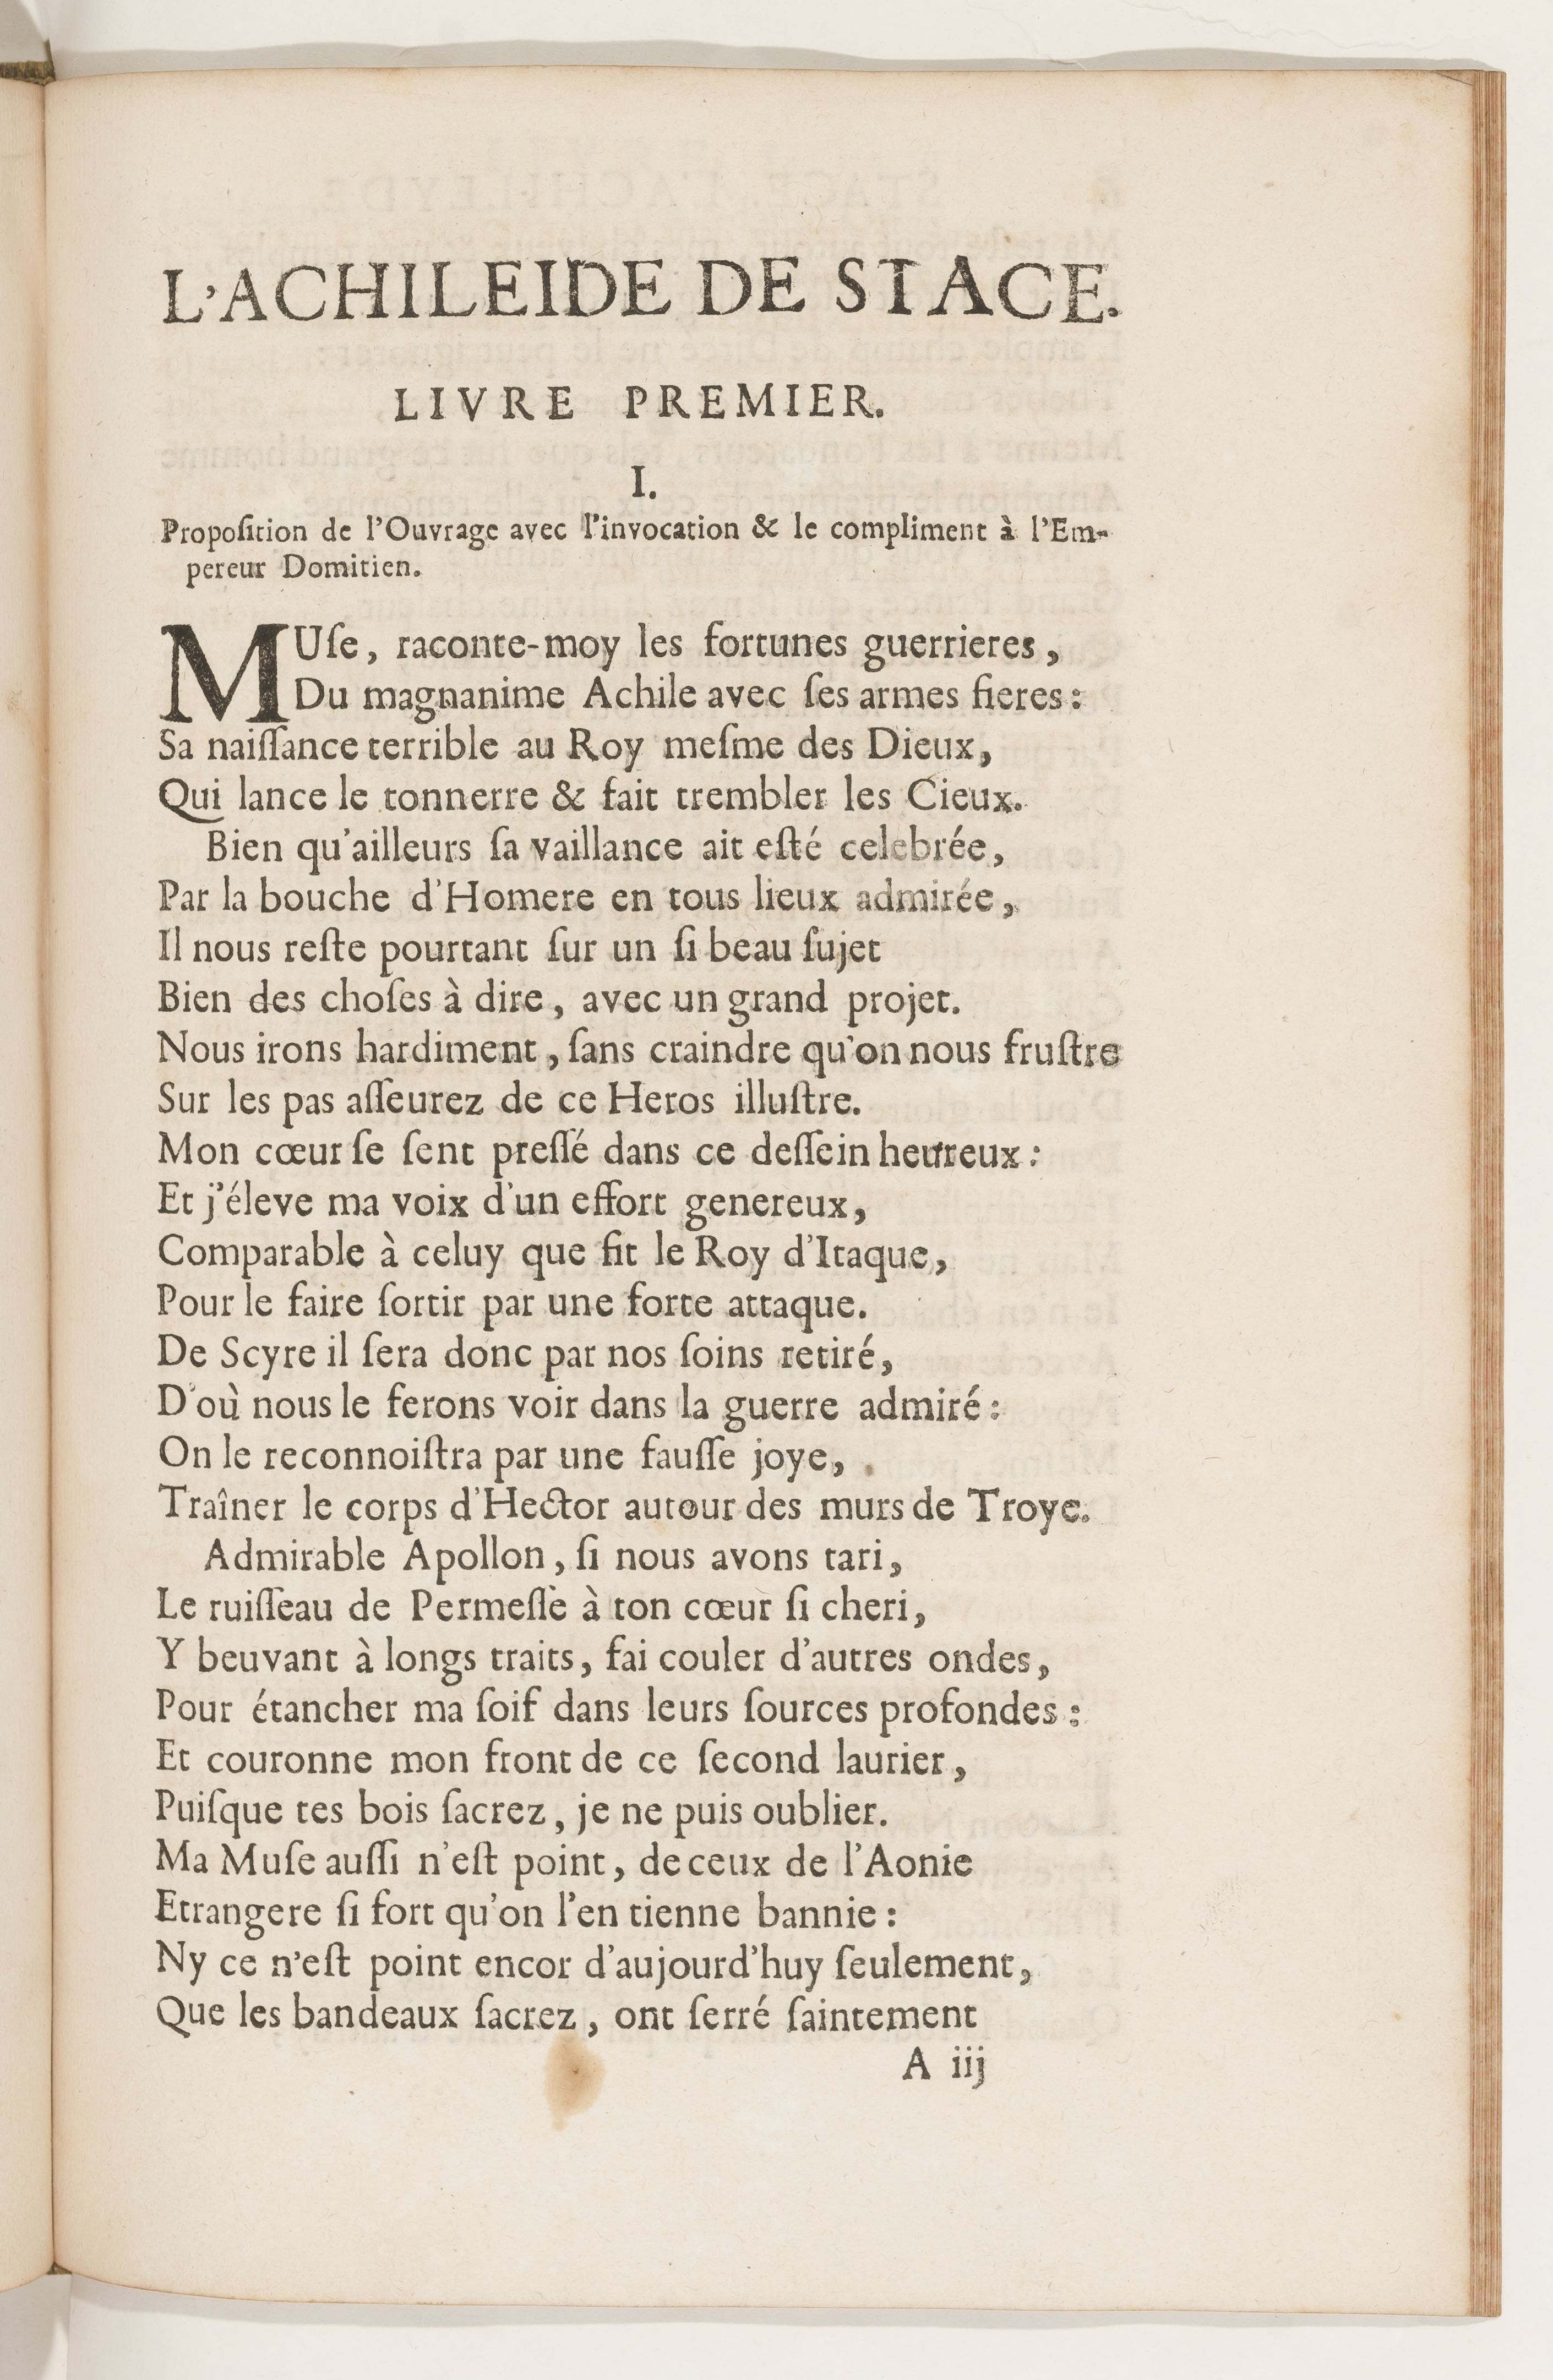 L'ACHILEIDE DE STACE.
LIVRE PREMIER.
I.
Propoſition de l'Ouvrage avec l'invocation & le compliment à l'Em-
pereur Domitien.
MUſe, raconte-moy les fortunes guerrieres,
Du magnanime Achile avec ſes armes fieres:
Sa naiſſance terrible au Roy meſme des Dieux,
Qui lance le tonnerre & fait trembler les Cieux.
Bien qu'ailleurs ſa vaillance ait eſté celebrée,
Par la bouche d'Homere en tous lieux admirée,
Il nous reſte pourtant ſur un ſi beau ſujet
Bien des choſes à dire, avec un grand projet.
Nous irons hardiment, ſans craindre qu'on nous fruſtre
Sur les pas aſſeurez de ce Heros illuſtre.
Mon cœur ſe ſent preſſé dans ce deſſein heureux:
Et j'éleve ma voix d'un effort genereux,
Comparable à celuy que fit le Roy d'Itaque,
Pour le faire ſortir par une forte attaque.
De Scyre il ſera donc par nos ſoins retiré,
D'où nous le ferons voir dans la guerre admiré:
On le reconnoiſtra par une fauſſe joye,
Traîner le corps d'Hector autour des murs de Troye.
Admirable Apollon, ſi nous avons tari,
Le ruiſſeau de Permeſſe à ton cœur ſi cheri,
Y beuvant à longs traits, fai couler d'autres ondes,
Pour étancher ma ſoif dans leurs ſources profondes:
Et couronne mon front de ce ſecond laurier,
Puiſque tes bois ſacrez, je ne puis oublier.
Ma Muſe auſſi n'eſt point, de ceux de l'Aonie
Etrangere ſi fort qu'on l'en tienne bannie:
Ny ce n'eſt point encor d'aujourd'huy ſeulement,
Que les bandeaux ſacrez, ont ſerré ſaintement
A iij